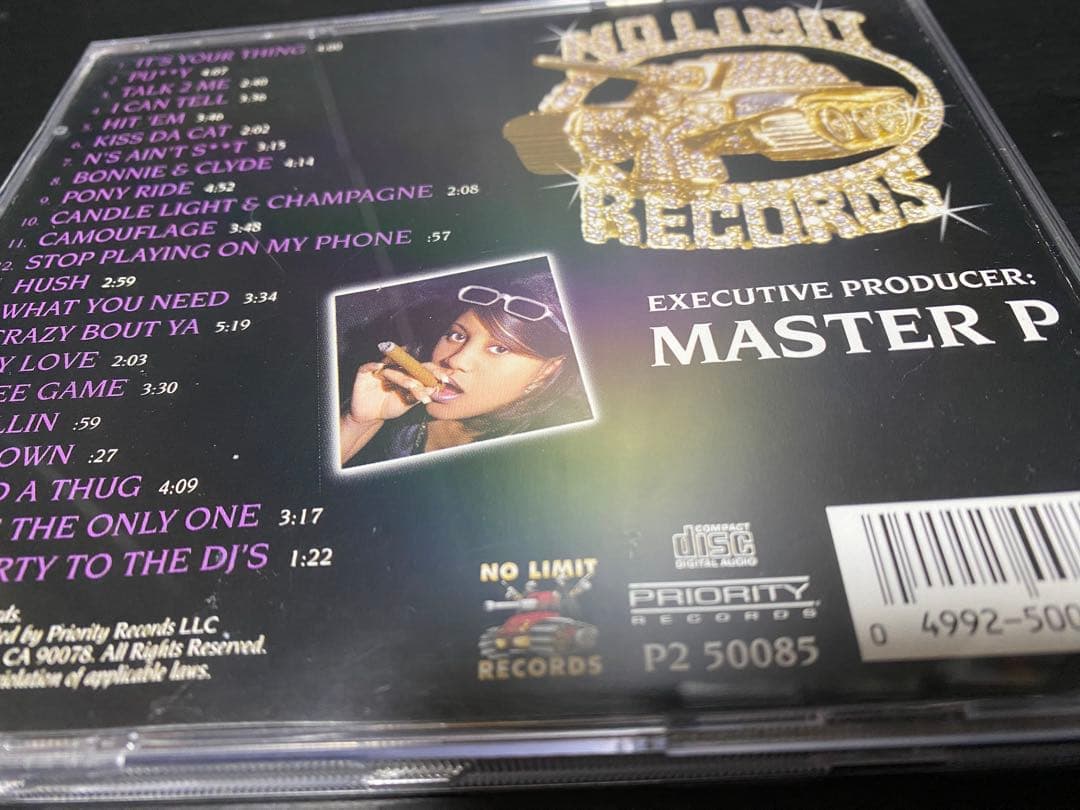 1. IT'S YOUR THING 4:00
2. PU**Y 4:07
3. TALK 2 ME 2:40
4. I CAN TELL 3:36
5. HIT 'EM 3:46
6. KISS DA CAT 2:02
7. N'S AIN'T S**T 3:15
8. BONNIE & CLYDE 4:14
9. PONY RIDE 4:52
10. CANDLE LIGHT & CHAMPAGNE 2:08
11. CAMOUFLAGE 3:48
2. STOP PLAYING ON MY PHONE :57
HUSH 2:59
WHAT YOU NEED 3:34
CRAZY BOUT YA 5:19
Y LOVE 2:03
EE GAME 3:30
LLIN :59
OWN :27
D A THUG 4:09
THE ONLY ONE 3:17
RTY TO THE DJ'S 1:22
NO LIMIT
RECORDS
EXECUTIVE PRODUCER:
MASTER P
ds.
ed by Priority Records LLC
CA 90078. All Rights Reserved.
violation of applicable laws.
NO LIMIT
RECORDS
COMPACT
disc
DIGITAL AUDIO
PRIORITY
RECORDS
P2 50085
0 4992-500